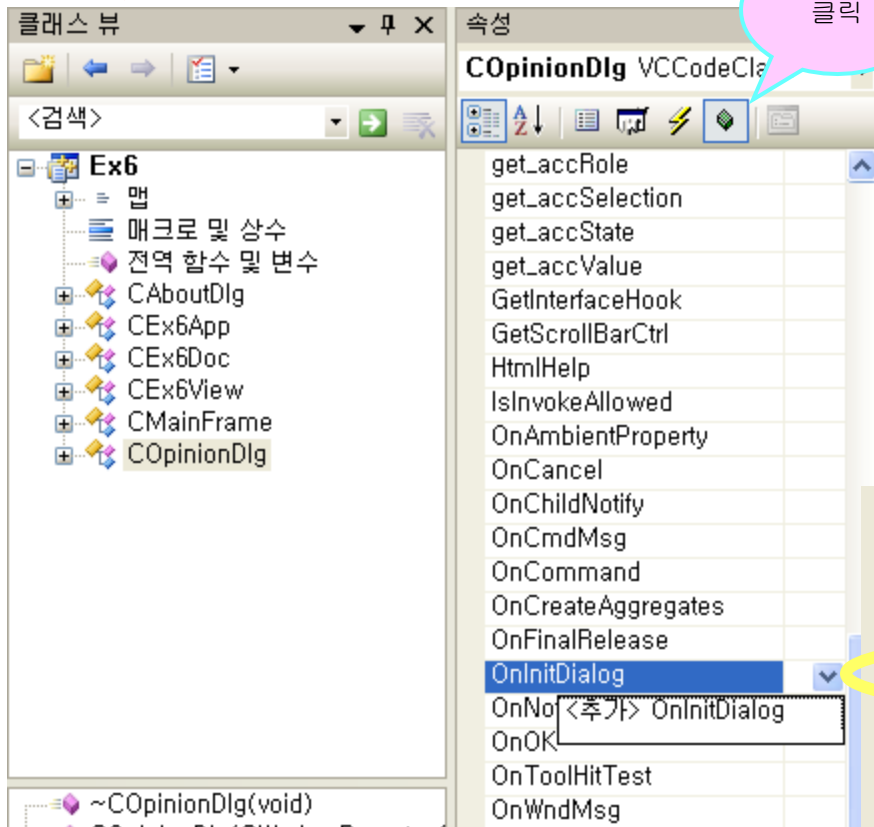 클래스 뷰
<검색>
Ex6
맵
매크로 및 상수
전역 함수 및 변수
CAboutDlg
CEx6App
CEx6Doc
CEx6View
CMainFrame
COpinionDlg
~COpinionDlg(void)
클릭
속성
COpinionDlg VCCodeCla
get_accRole
get_accSelection
get_accState
get_accValue
GetInterfaceHook
GetScrollBarCtrl
HtmlHelp
IsInvokeAllowed
OnAmbientProperty
OnCancel
OnChildNotify
OnCmdMsg
OnCommand
OnCreateAggregates
OnFinalRelease
OnInitDialog
OnNo
<추가> OnInitDialog
OnOK
OnToolHitTest
OnWndMsg